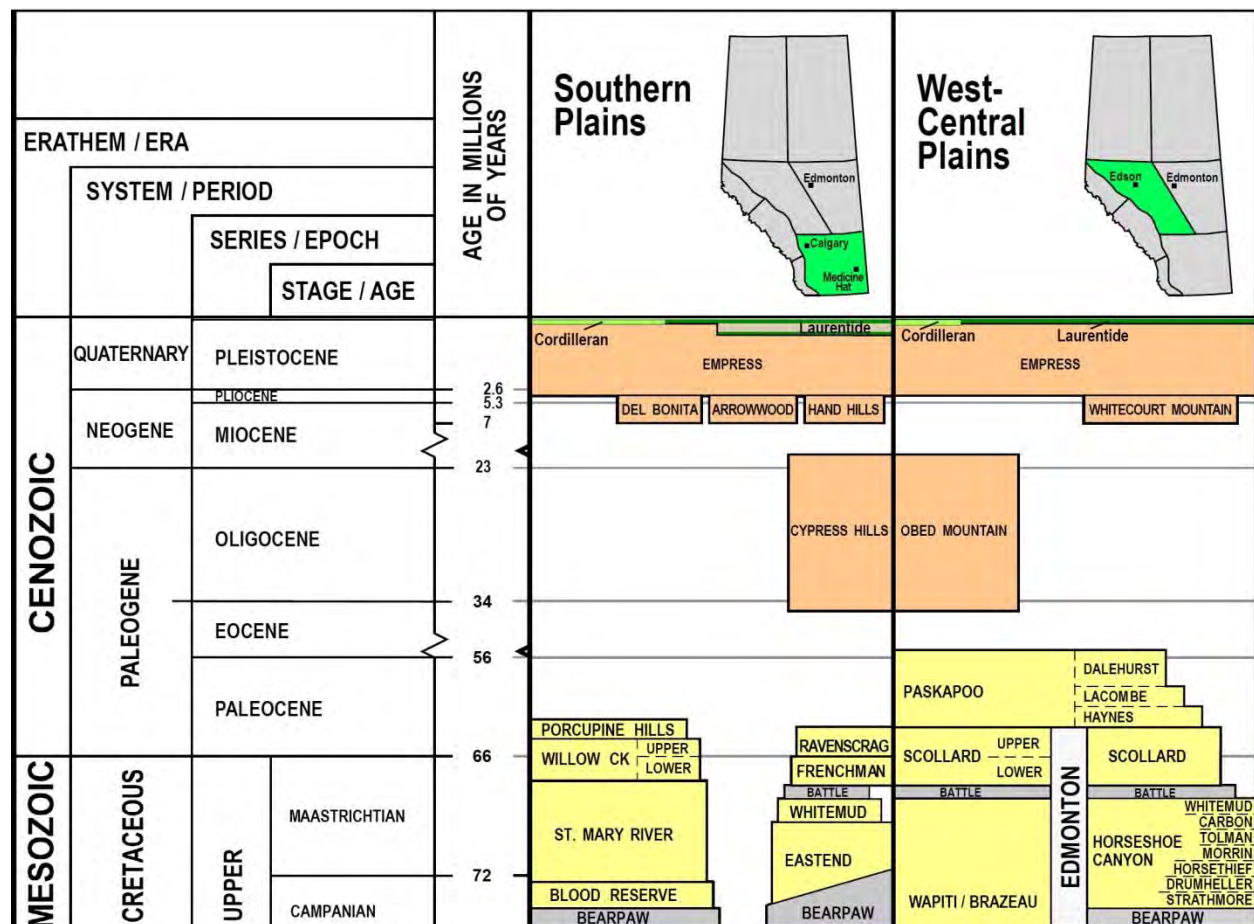 ERATHEM / ERA
SYSTEM / PERIOD
SERIES / EPOCH
STAGE / AGE
AGE IN MILLIONS
OF YEARS
Southern
Plains
Edmonton
Calgary
Medicine
Hat
West-
Central
Plains
Edson
Edmonton
CENOZOIC
MESOZOIC
QUATERNARY
NEOGENE
PALEOGENE
CRETACEOUS
PLEISTOCENE
PLIOCENE
MIOCENE
OLIGOCENE
EOCENE
PALEOCENE
UPPER
MAASTRICHTIAN
CAMPANIAN
2.6
5.3
7
23
34
56
66
72
Cordilleran
Laurentide
EMPRESS
DEL BONITA
ARROWWOOD
HAND HILLS
CYPRESS HILLS
PORCUPINE HILLS
WILLOW CK
UPPER
LOWER
ST. MARY RIVER
BLOOD RESERVE
BEARPAW
RAVENSCRAG
FRENCHMAN
BATTLE
WHITEMUD
EASTEND
BEARPAW
Cordilleran
Laurentide
EMPRESS
WHITECOURT MOUNTAIN
OBED MOUNTAIN
PASKAPOO
DALEHURST
LACOMBE
HAYNES
SCOLLARD
UPPER
LOWER
BATTLE
WAPITI / BRAZEAU
EDMONTON
SCOLLARD
BATTLE
HORSESHOE
CANYON
WHITEMUD
CARBON
TOLMAN
MORRIN
HORSETHIEF
DRUMHELLER
STRATHMORE
BEARPAW